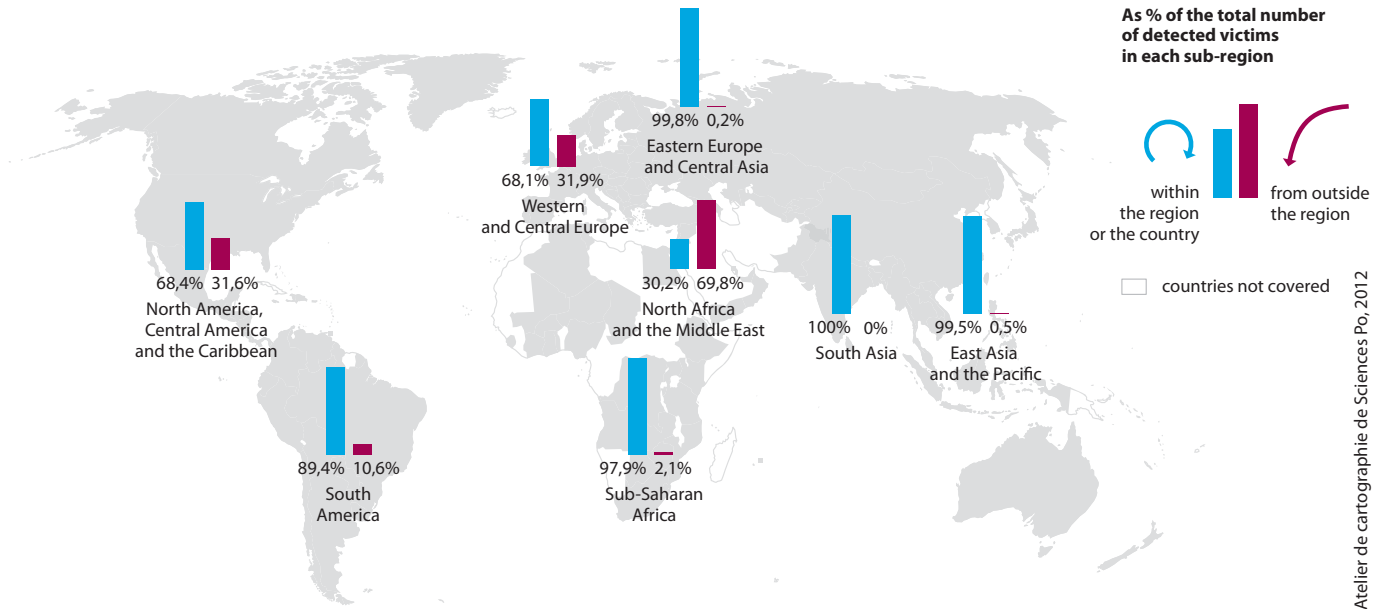 As % of the total number
of detected victims
in each sub-region
within
the region
or the country
from outside
the region
countries not covered
99,8% 0,2%
Eastern Europe
and Central Asia
68,1% 31,9%
Western
and Central Europe
68,4% 31,6%
North America,
Central America
and the Caribbean
30,2% 69,8%
North Africa
and the Middle East
100% 0%
South Asia
99,5% 0,5%
East Asia
and the Pacific
89,4% 10,6%
South
America
97,9% 2,1%
Sub-Saharan
Africa
Atelier de cartographie de Sciences Po, 2012